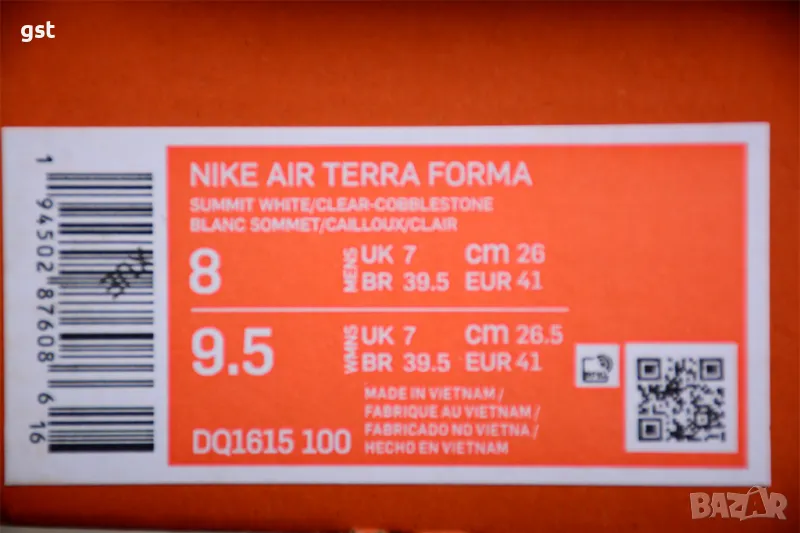 gst
NIKE AIR TERRA FORMA
SUMMIT WHITE/CLEAR-COBBLESTONE
BLANC SOMMET/CAILLOUX/CLAIR
8
MENS
UK 7 cm 26
BR 39.5 EUR 41
9.5
WMNS
UK 7 cm 26.5
BR 39.5 EUR 41
DQ1615 100
MADE IN VIETNAM/
FABRIQUE AU VIETNAM/
FABRICADO NO VIETNA/
HECHO EN VIETNAM
1 94502 87608 6 16
BAZAR